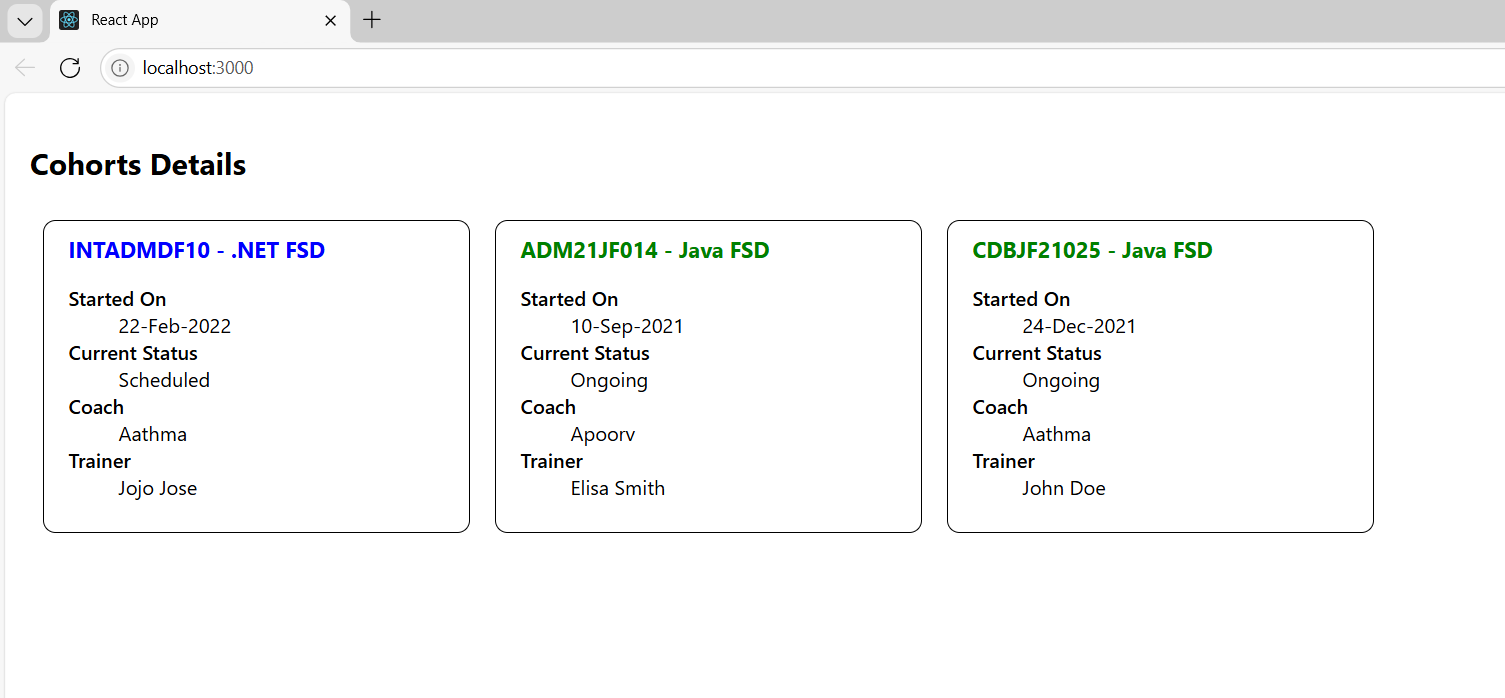 React App
localhost:3000
Cohorts Details
INTADMDF10 - .NET FSD
Started On
22-Feb-2022
Current Status
Scheduled
Coach
Aathma
Trainer
Jojo Jose
ADM21JF014 - Java FSD
Started On
10-Sep-2021
Current Status
Ongoing
Coach
Apoorv
Trainer
Elisa Smith
CDBJF21025 - Java FSD
Started On
24-Dec-2021
Current Status
Ongoing
Coach
Aathma
Trainer
John Doe